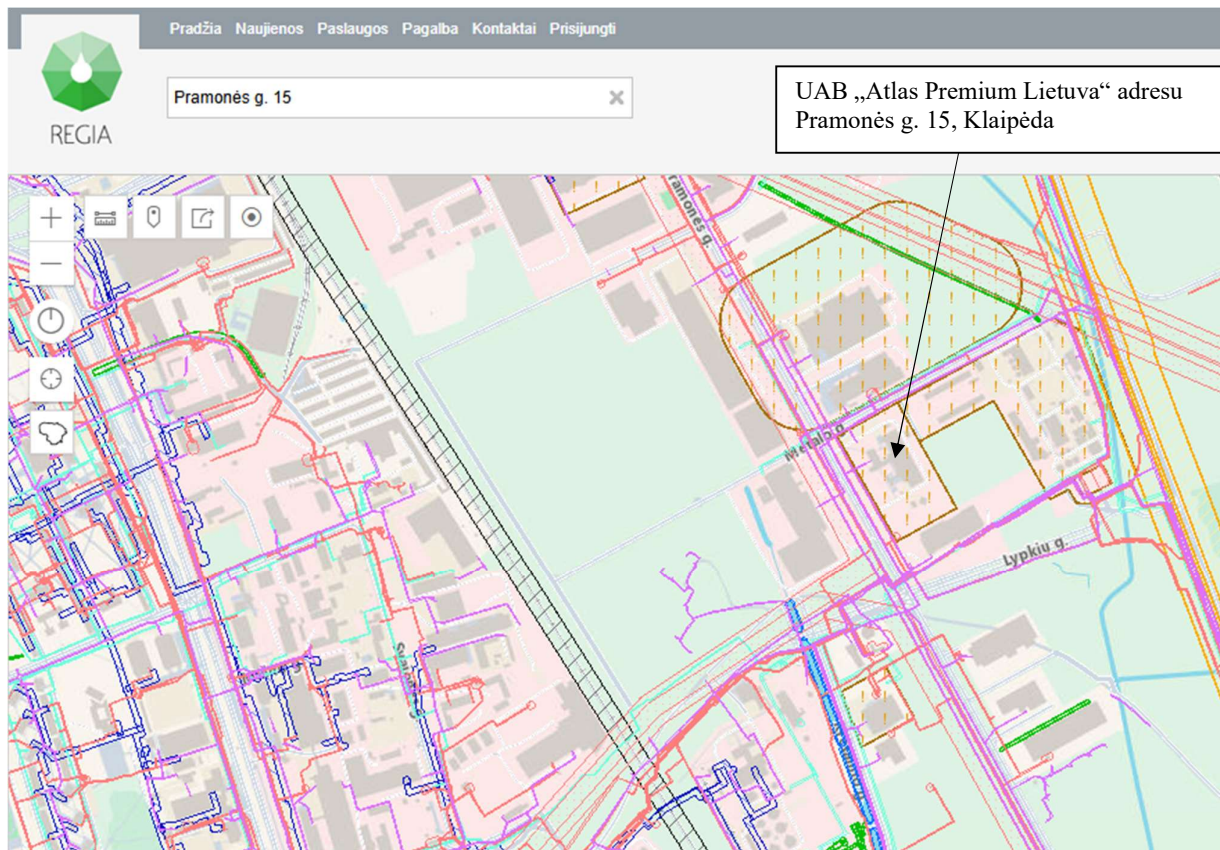 Pradžia Naujienos Paslaugos Pagalba Kontaktai Prisijungti
REGIA
Pramonės g. 15
UAB „Atlas Premium Lietuva“ adresu
Pramonės g. 15, Klaipėda
ramonės g.
Metalo g.
Lypkių g.